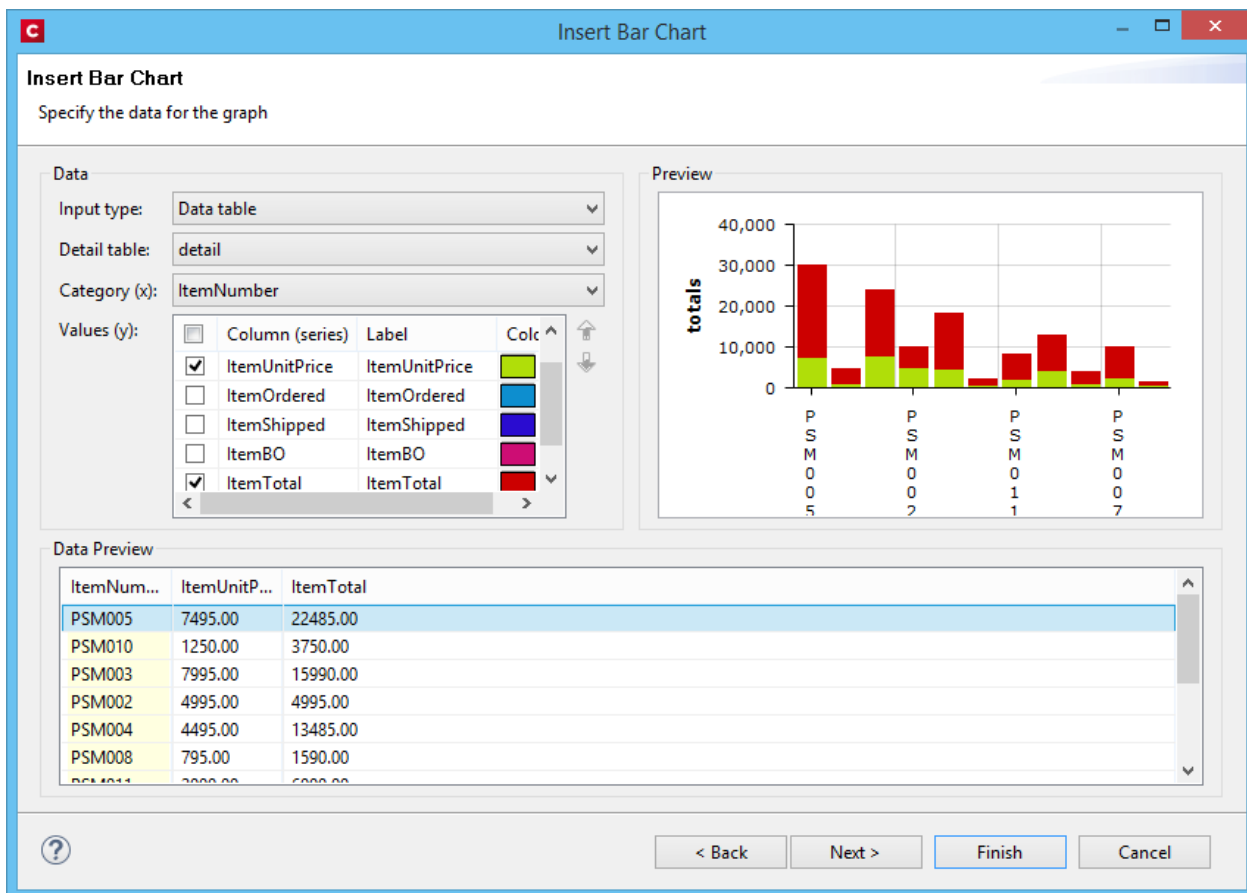 C
Insert Bar Chart
Insert Bar Chart
Specify the data for the graph
Data
Input type: Data table
Detail table: detail
Category (x): ItemNumber
Values (y):
Column (series) Label Colc
ItemUnitPrice ItemUnitPrice
ItemOrdered ItemOrdered
ItemShipped ItemShipped
ItemBO ItemBO
ItemTotal ItemTotal
Preview
totals
40,000
30,000
20,000
10,000
0
PSM005 PSM002 PSM011 PSM007
Data Preview
ItemNum... ItemUnitP... ItemTotal
PSM005 7495.00 22485.00
PSM010 1250.00 3750.00
PSM003 7995.00 15990.00
PSM002 4995.00 4995.00
PSM004 4495.00 13485.00
PSM008 795.00 1590.00
PSM011
? < Back Next > Finish Cancel